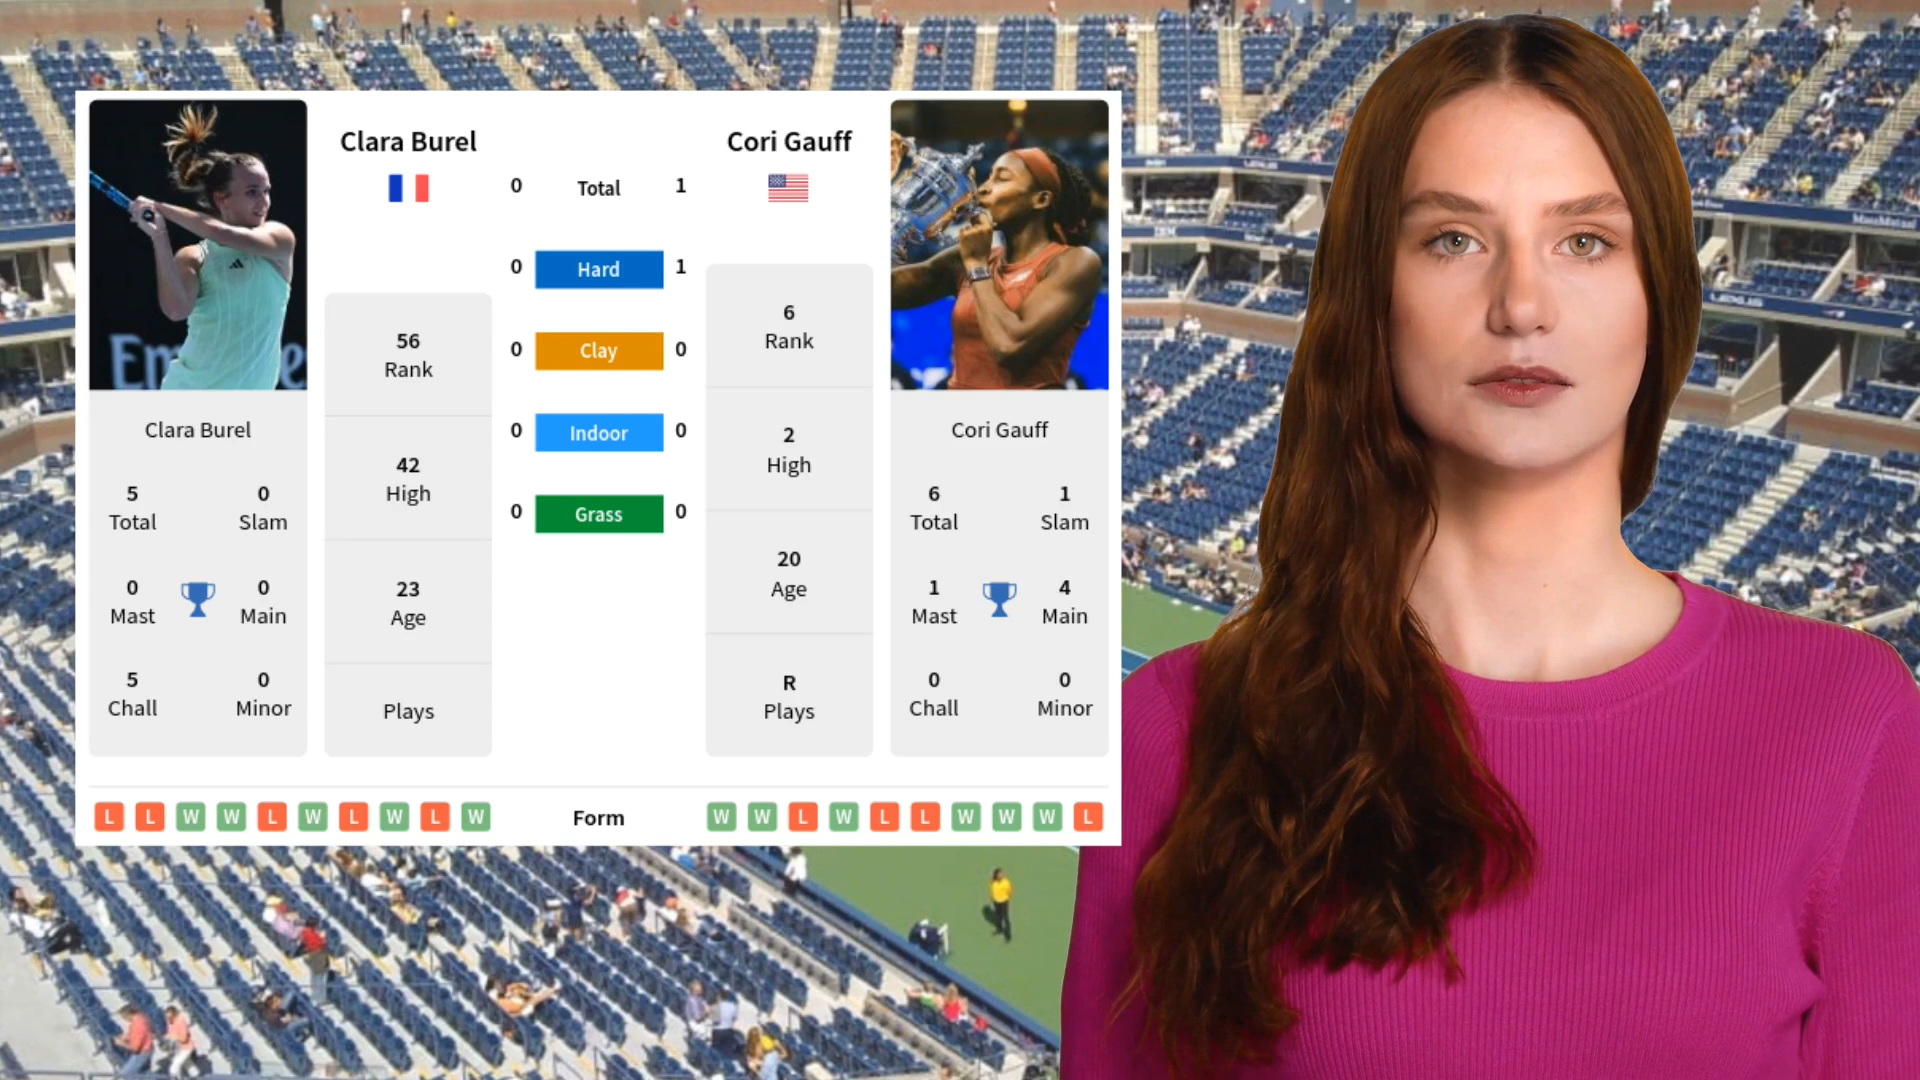 Clara Burel
Cori Gauff
0 Total 1
0 Hard 1
0 Clay 0
0 Indoor 0
0 Grass 0
56
Rank
42
High
23
Age
Plays
6
Rank
2
High
20
Age
R
Plays
Clara Burel
5 0
Total Slam
0 0
Mast Main
5 0
Chall Minor
Cori Gauff
6 1
Total Slam
1 4
Mast Main
0 0
Chall Minor
L L W W L W L W L W Form W W L W L L W W W L
IBM
LEXUS
MassMutual